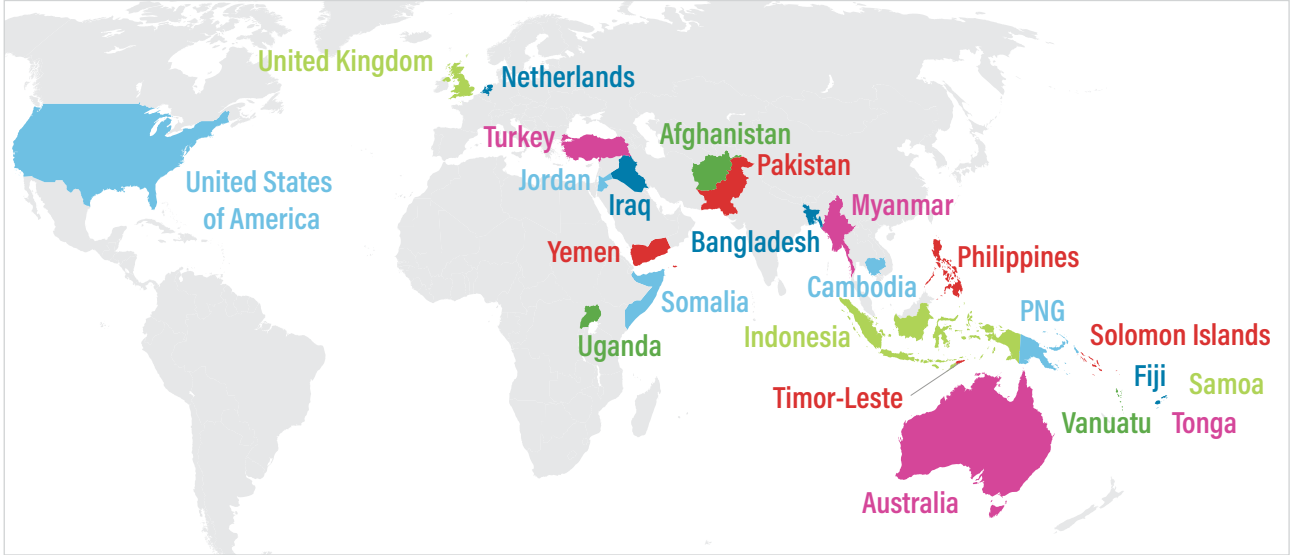 United Kingdom
Netherlands
Turkey
Afghanistan
Pakistan
Jordan
United States
of America
Iraq
Myanmar
Bangladesh
Yemen
Philippines
Cambodia
Somalia
PNG
Indonesia
Solomon Islands
Uganda
Fiji
Samoa
Timor-Leste
Vanuatu
Tonga
Australia